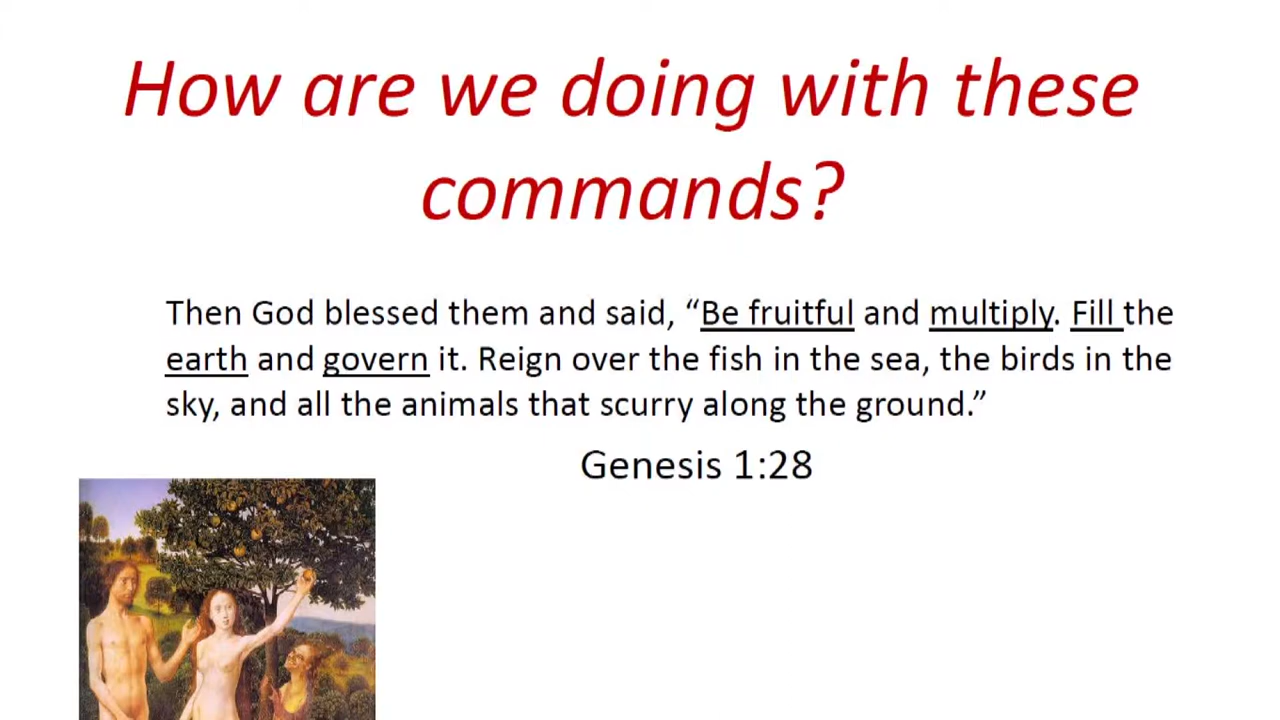 How are we doing with these
commands?
Then God blessed them and said, “Be fruitful and multiply. Fill the
earth and govern it. Reign over the fish in the sea, the birds in the
sky, and all the animals that scurry along the ground.”
Genesis 1:28